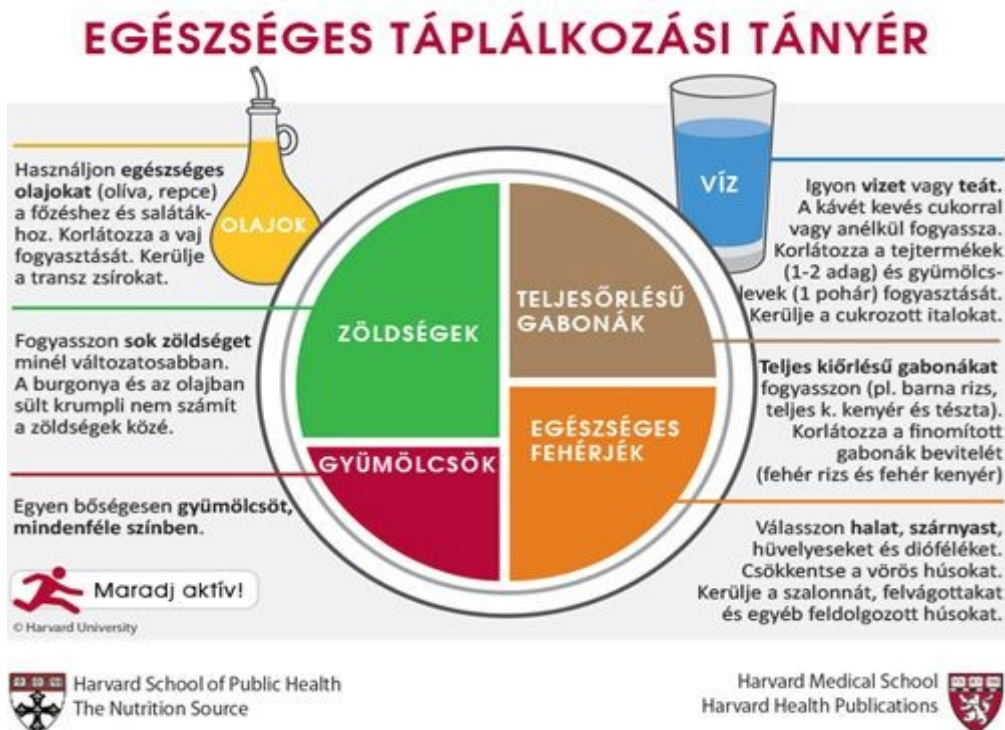 EGÉSZSÉGES TÁPLÁLKOZÁSI TÁNYÉR
Használjon egészséges
olajokat (olíva, repce)
a főzéshez és saláták-
hoz. Korlátozza a vaj
fogyasztását. Kerülje
a transz zsírokat.
OLAJOK
VÍZ
Igyon vizet vagy teát.
A kávét kevés cukorral
vagy anélkül fogyassza.
Korlátozza a tejtermékek
(1-2 adag) és gyümölcs-
levek (1 pohár) fogyasztását.
Kerülje a cukrozott italokat.
ZÖLDSÉGEK
TELJESŐRLÉSŰ
GABONÁK
Fogyasszon sok zöldséget
minél változatosabban.
A burgonya és az olajban
sült krumpli nem számít
a zöldségek közé.
Teljes kiőrlésű gabonákat
fogyasszon (pl. barna rizs,
teljes k. kenyér és tészta).
Korlátozza a finomított
gabonák bevitelét
(fehér rizs és fehér kenyér)
GYÜMÖLCSÖK
EGÉSZSÉGES
FEHÉRJÉK
Egyen bőségesen gyümölcsöt,
mindenféle színben.
Válasszon halat, szárnyast,
hüvelyeseket és dióféléket.
Csökkentse a vörös húsokat.
Kerülje a szalonnát, felvágottakat
és egyéb feldolgozott húsokat.
Maradj aktív!
© Harvard University
Harvard School of Public Health
The Nutrition Source
Harvard Medical School
Harvard Health Publications